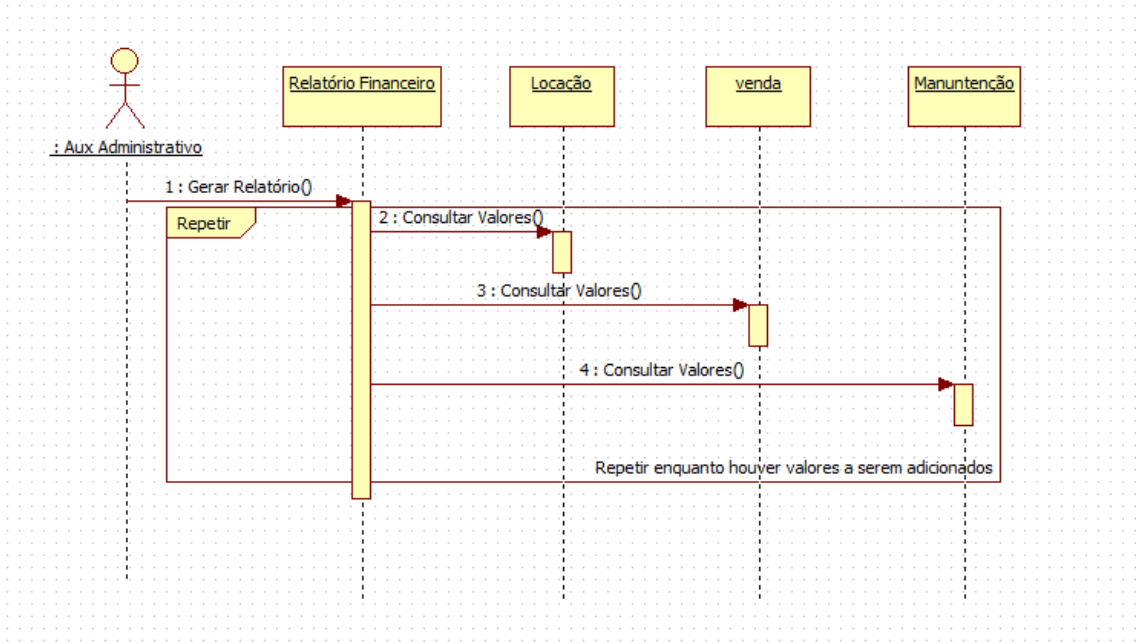 Relatório Financeiro
Locação
venda
Manuntenção
: Aux Administrativo
1 : Gerar Relatório()
Repetir
2 : Consultar Valores()
3 : Consultar Valores()
4 : Consultar Valores()
Repetir enquanto houver valores a serem adicionados